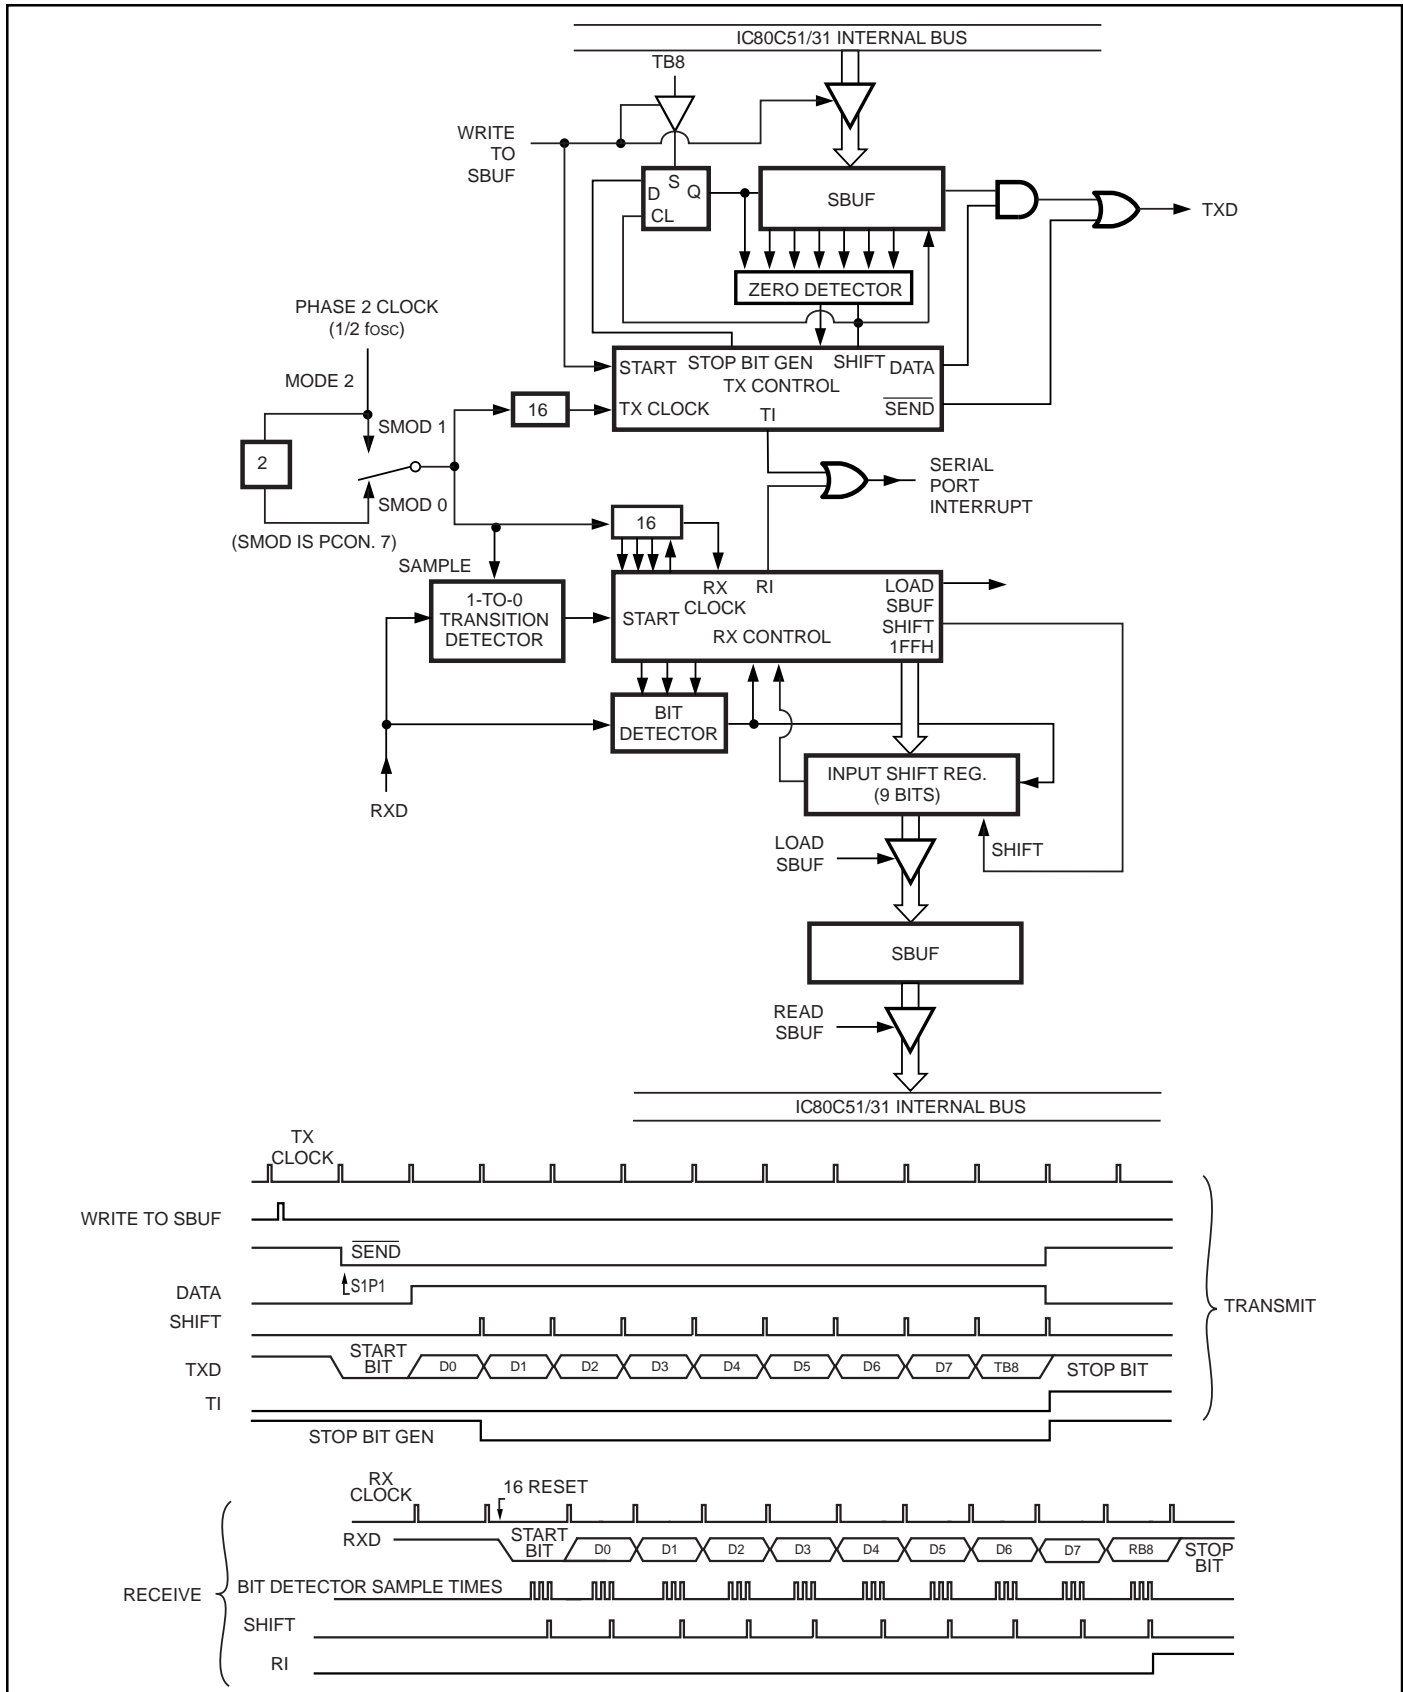 IC80C51/31 INTERNAL BUS
TB8
WRITE
TO
SBUF
S
D
Q
CL
SBUF
TXD
ZERO DETECTOR
PHASE 2 CLOCK
(1/2 fosc)
MODE 2
START
STOP BIT GEN
SHIFT
DATA
TX CONTROL
TX CLOCK
TI
SEND
16
SMOD 1
2
SMOD 0
(SMOD IS PCON. 7)
SERIAL
PORT
INTERRUPT
16
SAMPLE
1-TO-0
TRANSITION
DETECTOR
RX
CLOCK
RI
START
RX CONTROL
LOAD
SBUF
SHIFT
1FFH
BIT
DETECTOR
RXD
INPUT SHIFT REG.
(9 BITS)
LOAD
SBUF
SHIFT
SBUF
READ
SBUF
IC80C51/31 INTERNAL BUS
TX
CLOCK
WRITE TO SBUF
SEND
S1P1
DATA
SHIFT
TRANSMIT
TXD
START
BIT
D0 D1 D2 D3 D4 D5 D6 D7 TB8 STOP BIT
TI
STOP BIT GEN
RX
CLOCK
16 RESET
RXD
START
BIT
D0 D1 D2 D3 D4 D5 D6 D7 RB8 STOP
BIT
RECEIVE
BIT DETECTOR SAMPLE TIMES
SHIFT
RI